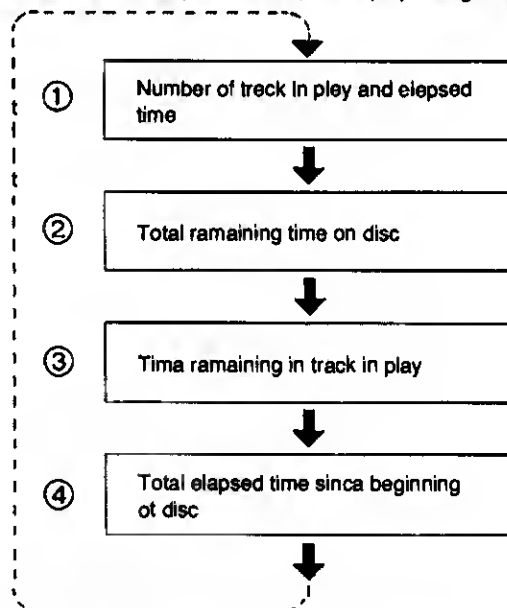 ①
Number of treck in pley and elepsed
time
②
Total ramaining time on disc
③
Tima ramaining in track in play
④
Total elapsed time sinca beginning
ot disc